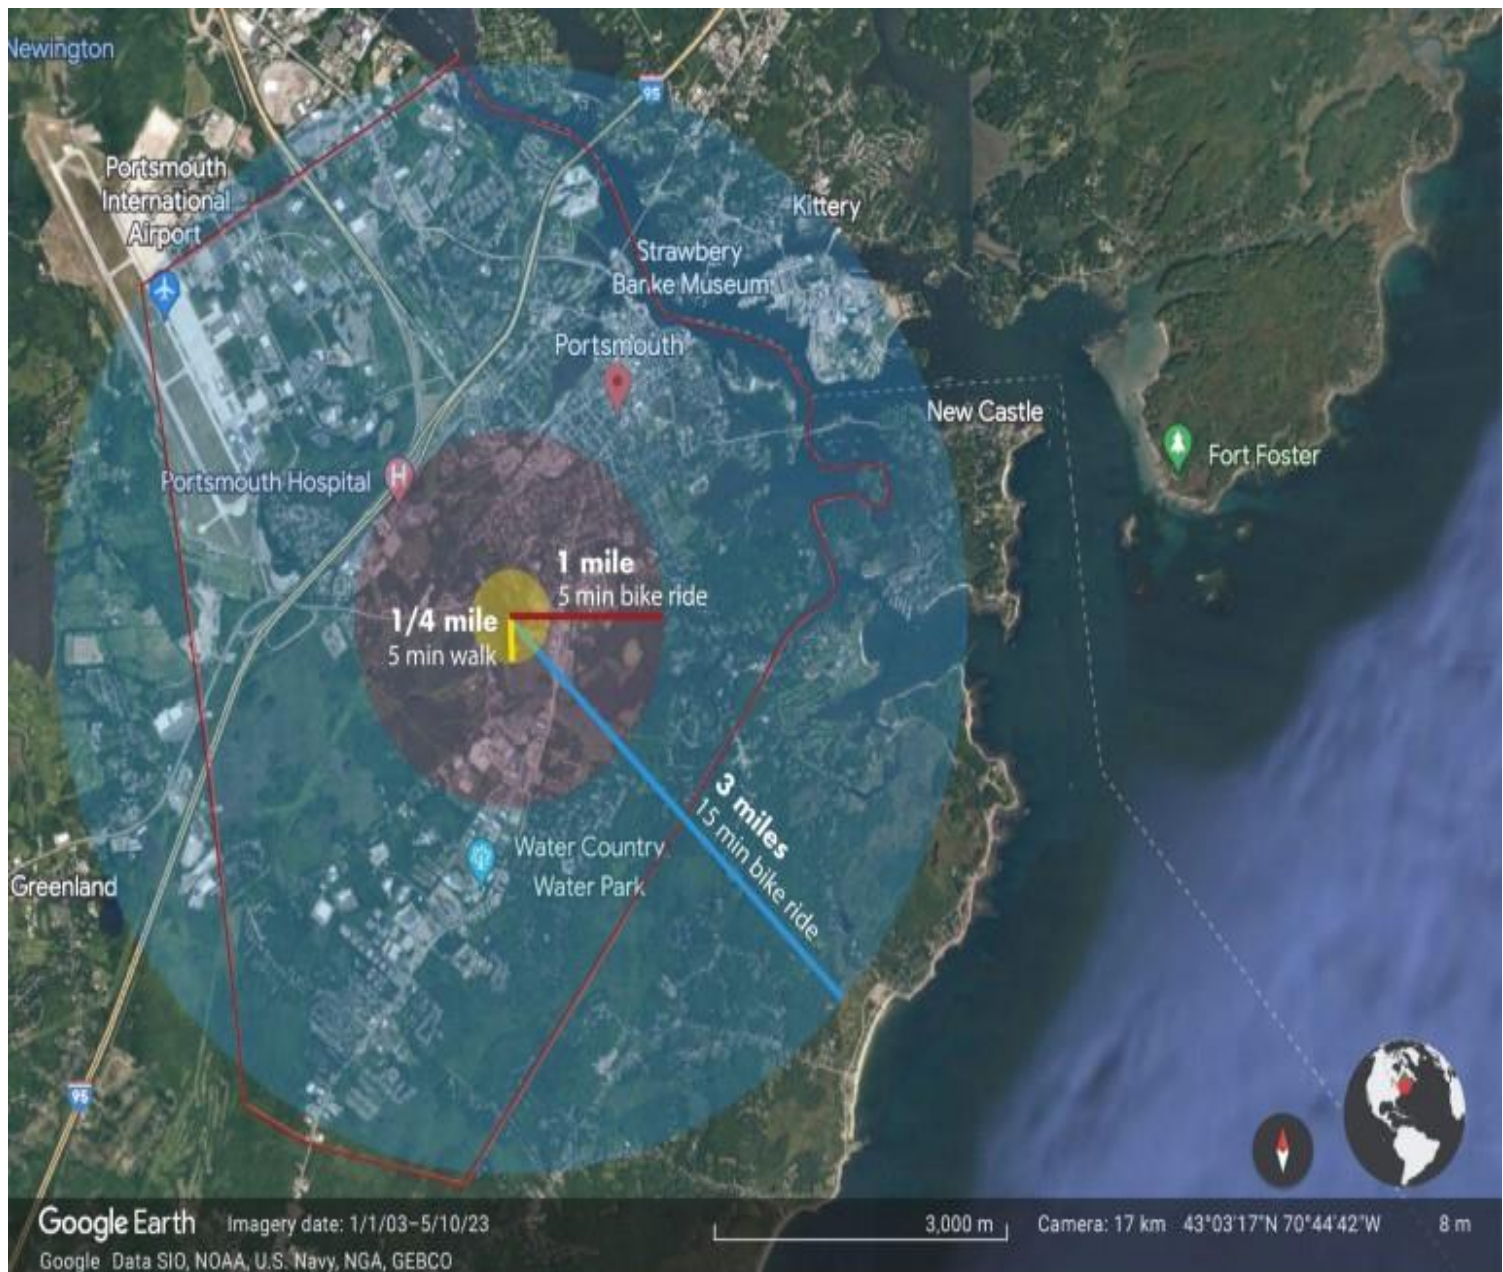 Newington
95
Portsmouth
International
Airport
Kittery
Strawbery
Banke Museum
Portsmouth
New Castle
Fort Foster
Portsmouth Hospital
H
1 mile
5 min bike ride
1/4 mile
5 min walk
3 miles
15 min bike ride
Water Country
Water Park
Greenland
95
Google Earth
Imagery date: 1/1/03-5/10/23
3,000 m
Camera: 17 km
43°03'17"N 70°44'42"W
8 m
Google Data SIO, NOAA, U.S. Navy, NGA, GEBCO